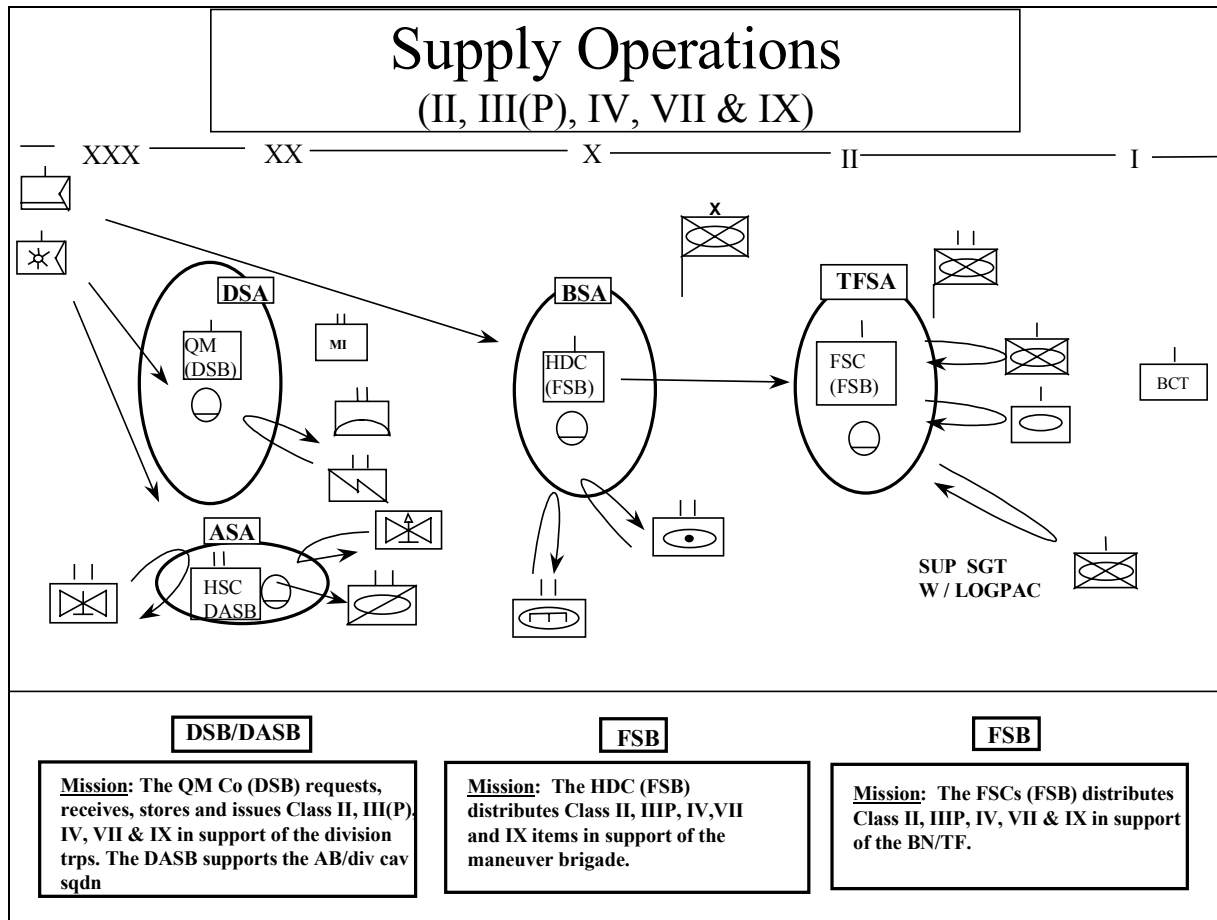 Supply Operations
(II, III(P), IV, VII & IX)
XXX XX X II I
X
DSA
BSA
TFSA
QM
(DSB)
MI
HDC
(FSB)
FSC
(FSB)
BCT
ASA
HSC
DASB
SUP SGT
W / LOGPAC
DSB/DASB
Mission: The QM Co (DSB) requests,
receives, stores and issues Class II, III(P),
IV, VII & IX in support of the division
trps. The DASB supports the AB/div cav
sqdn
FSB
Mission: The HDC (FSB)
distributes Class II, IIIP, IV,VII
and IX items in support of the
maneuver brigade.
FSB
Mission: The FSCs (FSB) distributes
Class II, IIIP, IV, VII & IX in support
of the BN/TF.